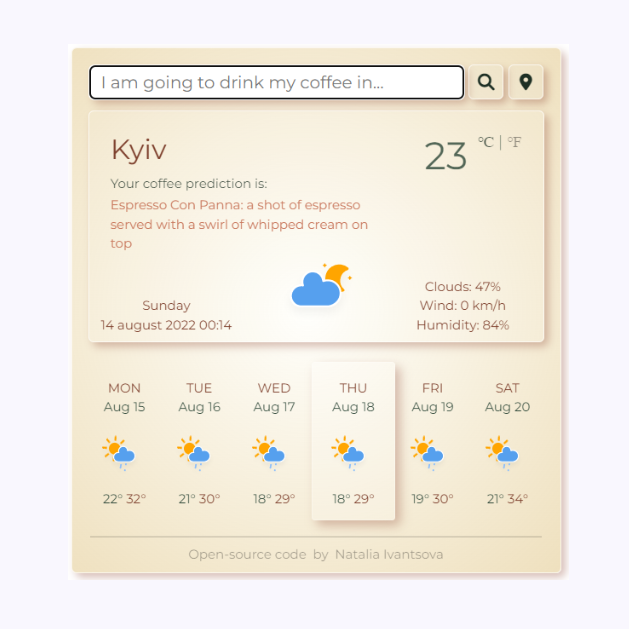 I am going to drink my coffee in...
Kyiv
23 °C | °F
Your coffee prediction is:
Espresso Con Panna: a shot of espresso
served with a swirl of whipped cream on
top
Sunday
14 august 2022 00:14
Clouds: 47%
Wind: 0 km/h
Humidity: 84%
MON TUE WED THU FRI SAT
Aug 15 Aug 16 Aug 17 Aug 18 Aug 19 Aug 20
22° 32° 21° 30° 18° 29° 18° 29° 19° 30° 21° 34°
Open-source code by Natalia Ivantsova